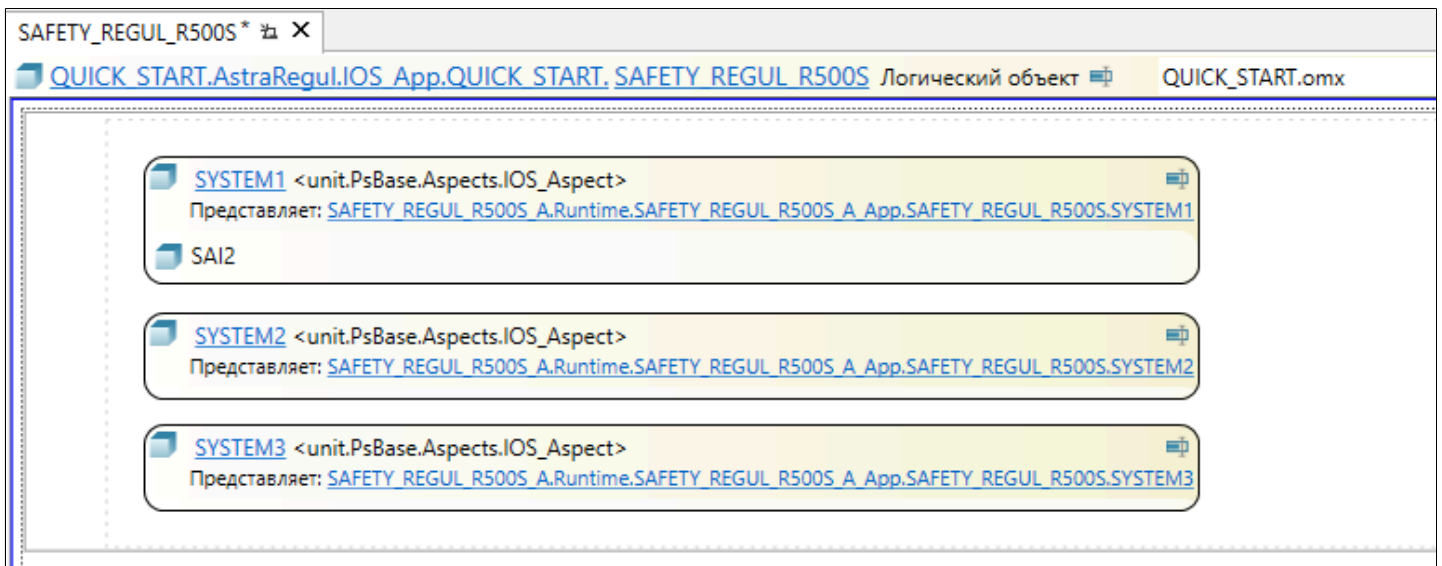 SAFETY_REGUL_R500S*
QUICK_START.AstraRegul.IOS_App.QUICK_START. SAFETY_REGUL_R500S Логический объект QUICK_START.omx
SYSTEM1 <unit.PsBase.Aspects.IOS_Aspect>
Представляет: SAFETY_REGUL_R500S_A.Runtime.SAFETY_REGUL_R500S_A_App.SAFETY_REGUL_R500S.SYSTEM1
SAI2
SYSTEM2 <unit.PsBase.Aspects.IOS_Aspect>
Представляет: SAFETY_REGUL_R500S_A.Runtime.SAFETY_REGUL_R500S_A_App.SAFETY_REGUL_R500S.SYSTEM2
SYSTEM3 <unit.PsBase.Aspects.IOS_Aspect>
Представляет: SAFETY_REGUL_R500S_A.Runtime.SAFETY_REGUL_R500S_A_App.SAFETY_REGUL_R500S.SYSTEM3